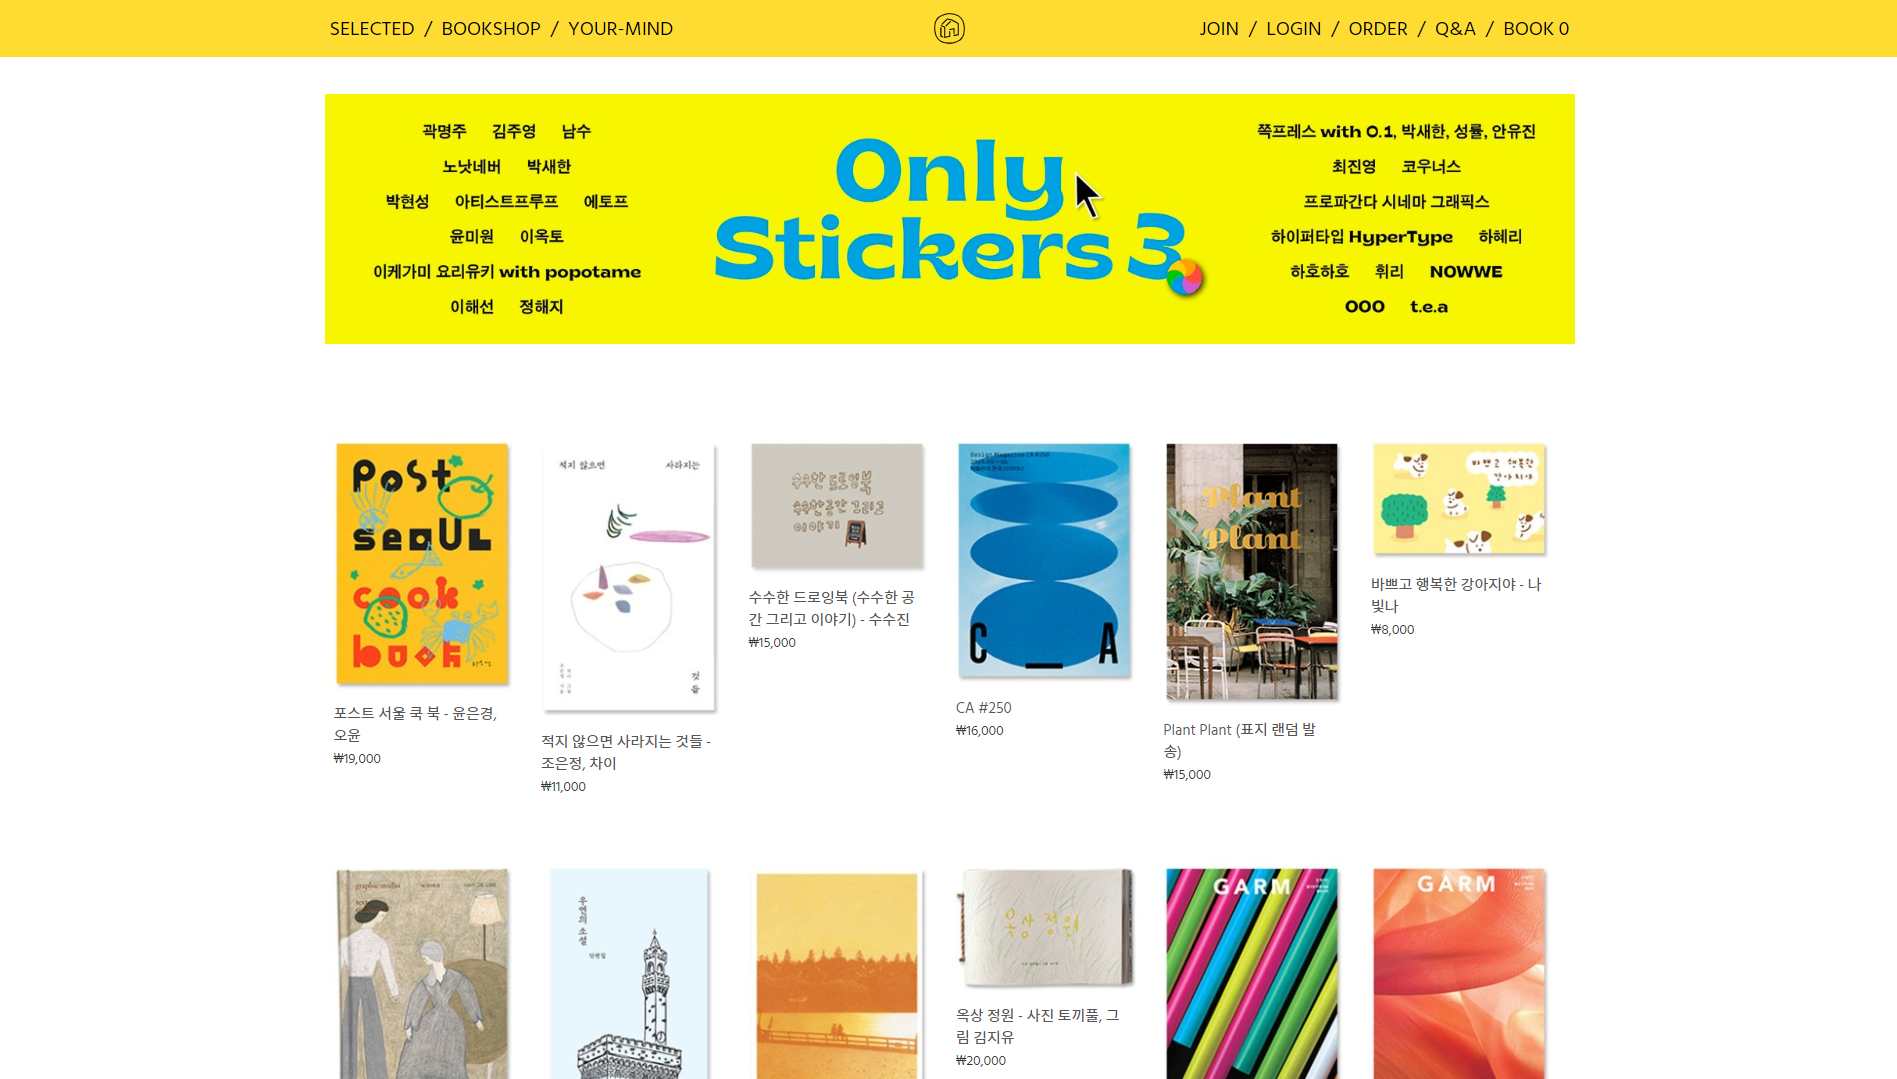 SELECTED / BOOKSHOP / YOUR-MIND
JOIN / LOGIN / ORDER / Q&A / BOOK 0
곽명주 김주영 남수
노낫네버 박새한
박현성 아티스트프루프 에토프
윤미원 이옥토
이케가미 요리유키 with popotame
이해선 정해지
Only
Stickers 3
쪽프레스 with 0.1, 박새한, 성률, 안유진
최진영 코우너스
프로파간다 시네마 그래픽스
하이퍼타입 HyperType 하혜리
하호하호 휘리 NOWWE
OOO t.e.a
Post
seoUL
cook
book
포스트 서울 쿡 북 - 윤은경,
오윤
₩19,000
적지 않으면 사라지는
것들
적지 않으면 사라지는 것들 -
조은정, 차이
₩11,000
수수한 드로잉북
수수한 공간 그리고
이야기
수수한 드로잉북 (수수한 공
간 그리고 이야기) - 수수진
₩15,000
Design Magazine CA #250
C_A
CA #250
₩16,000
Plant
Plant
Plant Plant (표지 랜덤 발
송)
₩15,000
바쁘고 행복한
강아지야
바쁘고 행복한 강아지야 - 나
빛나
₩8,000
graphic studio
우연의 소설
단편집
옥상 정원
옥상 정원 - 사진 토끼풀, 그
림 김지유
₩20,000
GARM
GARM